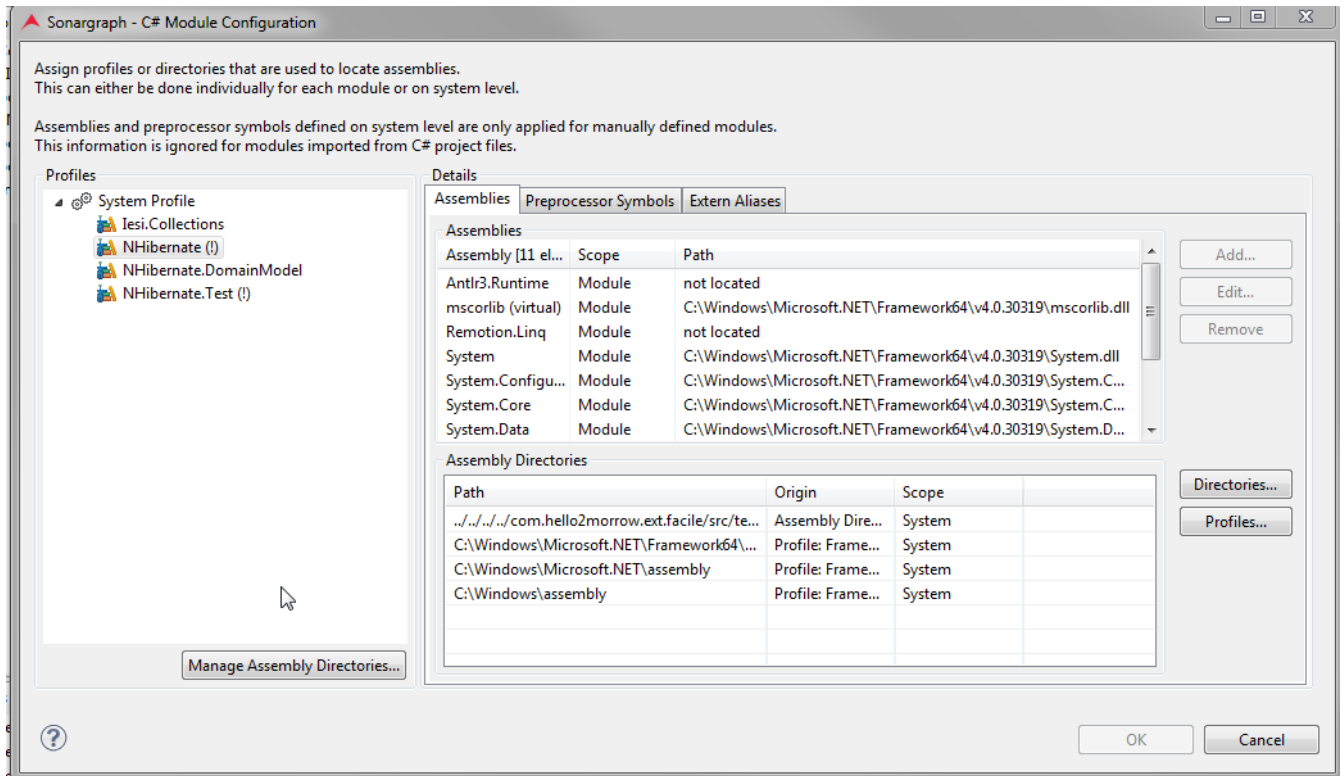 Sonargraph - C# Module Configuration
Assign profiles or directories that are used to locate assemblies.
This can either be done individually for each module or on system level.
Assemblies and preprocessor symbols defined on system level are only applied for manually defined modules.
This information is ignored for modules imported from C# project files.
Profiles
System Profile
Iesi.Collections
NHibernate (!)
NHibernate.DomainModel
NHibernate.Test (!)
Manage Assembly Directories...
Details
Assemblies Preprocessor Symbols Extern Aliases
Assemblies
Assembly [11 el... Scope Path
Antlr3.Runtime Module not located
mscorlib (virtual) Module C:\Windows\Microsoft.NET\Framework64\v4.0.30319\mscorlib.dll
Remotion.Linq Module not located
System Module C:\Windows\Microsoft.NET\Framework64\v4.0.30319\System.dll
System.Configu... Module C:\Windows\Microsoft.NET\Framework64\v4.0.30319\System.C...
System.Core Module C:\Windows\Microsoft.NET\Framework64\v4.0.30319\System.C...
System.Data Module C:\Windows\Microsoft.NET\Framework64\v4.0.30319\System.D...
Add...
Edit...
Remove
Assembly Directories
Path Origin Scope
../../../../com.hello2morrow.ext.facile/src/te... Assembly Dire... System
C:\Windows\Microsoft.NET\Framework64\... Profile: Frame... System
C:\Windows\Microsoft.NET\assembly Profile: Frame... System
C:\Windows\assembly Profile: Frame... System
Directories...
Profiles...
?
OK Cancel